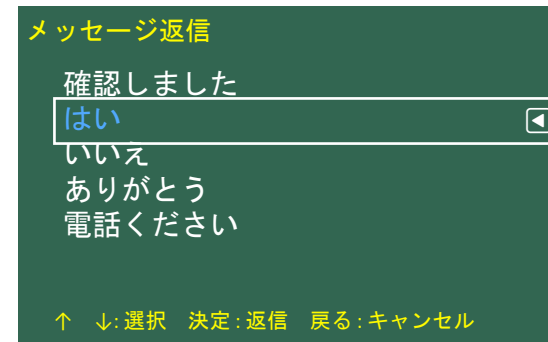 メッセージ返信
確認しました
はい
いいえ
ありがとう
電話ください
↑ ↓:選択 決定:返信 戻る:キャンセル